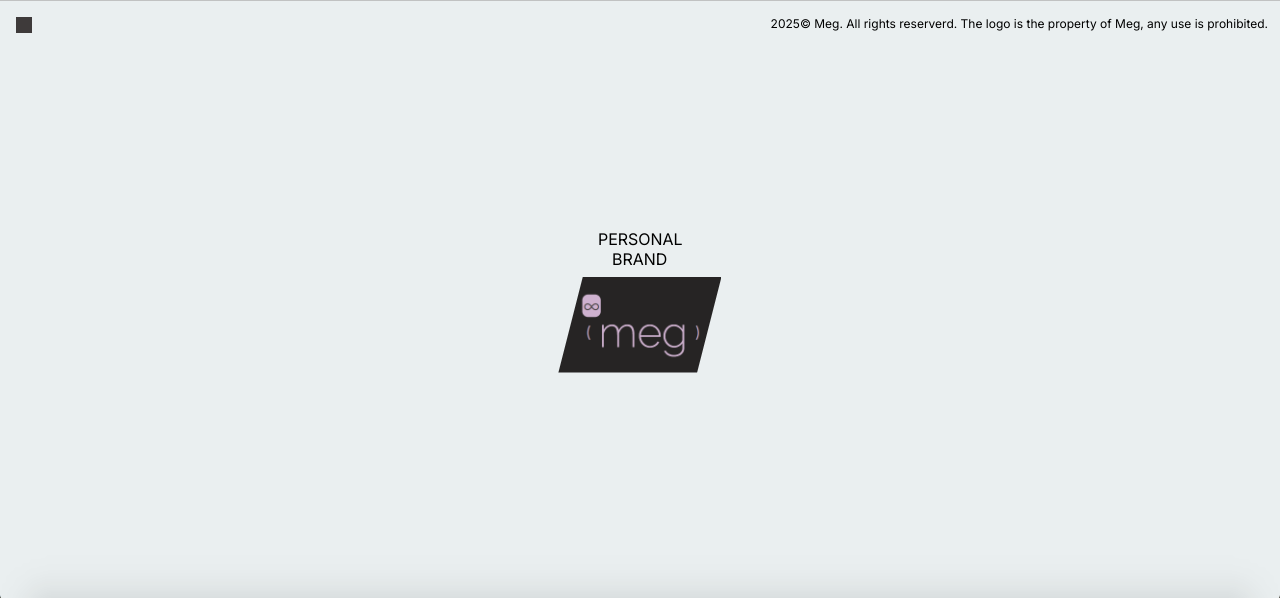 2025© Meg. All rights reserverd. The logo is the property of Meg, any use is prohibited.
PERSONAL
BRAND
(meg)